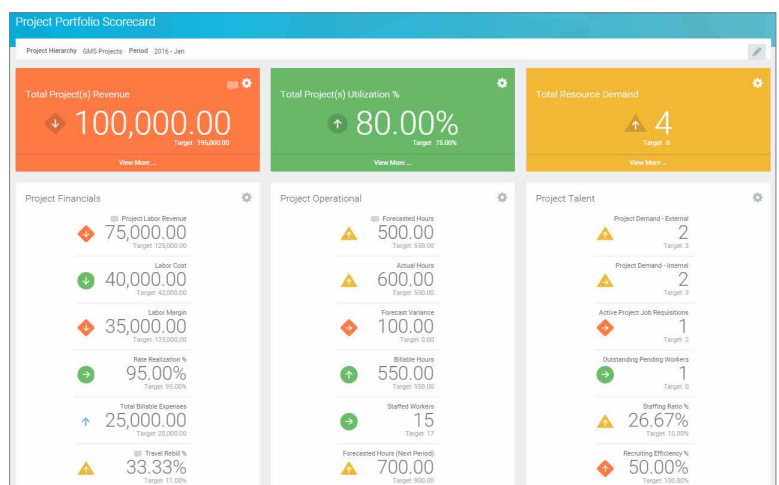 Project Portfolio Scorecard
Project Hierarchy GMS Projects Period 2016 - Jan
Total Project(s) Revenue
100,000.00
Target 195,000.00
View More ...
Total Project(s) Utilization %
80.00%
Target 75.00%
View More ...
Total Resource Demand
4
Target 6
View More ...
Project Financials
Project Labor Revenue
75,000.00
Target 125,000.00
Labor Cost
40,000.00
Target 42,000.00
Labor Margin
35,000.00
Target 133,000.00
Rate Realization %
95.00%
Target 95.00%
Total Billable Expenses
25,000.00
Target 20,000.00
Travel Rebill %
33.33%
Target 11.00%
Project Operational
Forecasted Hours
500.00
Target 550.00
Actual Hours
600.00
Target 550.00
Forecast Variance
100.00
Target 0.00
Billable Hours
550.00
Target 550.00
Staffed Workers
15
Target 17
Forecasted Hours (Next Period)
700.00
Target 800.00
Project Talent
Project Demand - External
2
Target 3
Project Demand - Internal
2
Target 3
Active Project Job Requisitions
1
Target 2
Outstanding Pending Workers
1
Target 0
Staffing Ratio %
26.67%
Target 15.00%
Recruiting Efficiency %
50.00%
Target 100.00%